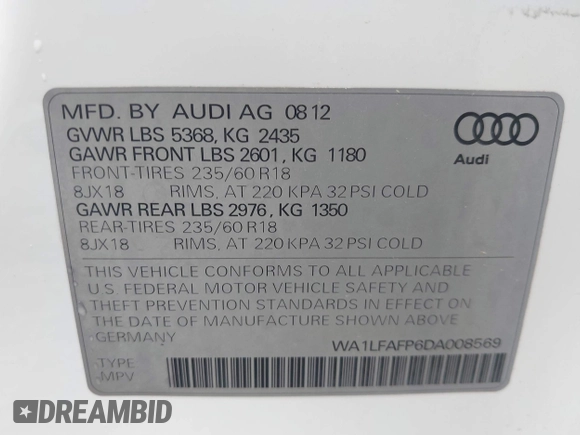 MFD. BY AUDI AG 08 12
GVWR LBS 5368, KG 2435
GAWR FRONT LBS 2601, KG 1180
FRONT-TIRES 235/60 R18
8JX18 RIMS, AT 220 KPA 32 PSI COLD
GAWR REAR LBS 2976, KG 1350
REAR-TIRES 235/60 R18
8JX18 RIMS, AT 220 KPA 32 PSI COLD
Audi
THIS VEHICLE CONFORMS TO ALL APPLICABLE
U.S. FEDERAL MOTOR VEHICLE SAFETY AND
THEFT PREVENTION STANDARDS IN EFFECT ON
THE DATE OF MANUFACTURE SHOWN ABOVE.
GERMANY
WA1LFAFP6DA008569
TYPE
MPV
DREAMBID